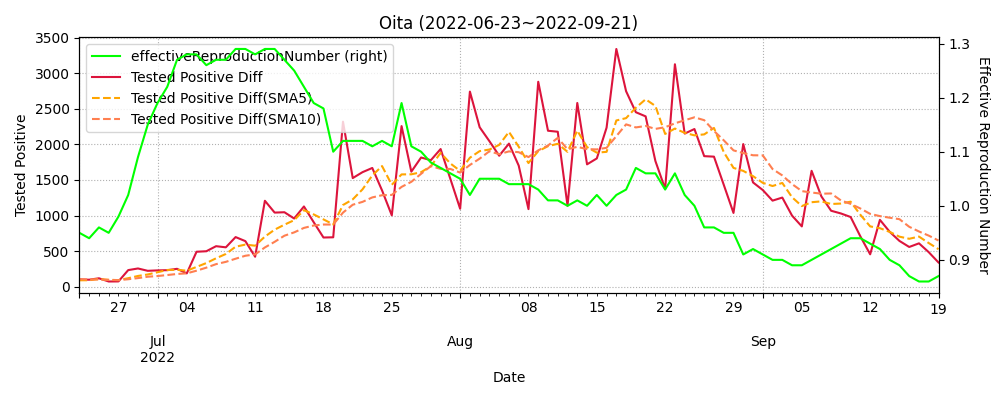 Oita (2022-06-23~2022-09-21)
effectiveReproductionNumber (right)
Tested Positive Diff
Tested Positive Diff(SMA5)
Tested Positive Diff(SMA10)
Tested Positive
3500
3000
2500
2000
1500
1000
500
0
1.3
1.2
1.1
1.0
0.9
Effective Reproduction Number
27 04 11 18 25 08 15 22 29 05 12 19
Jul Aug Sep
2022
Date